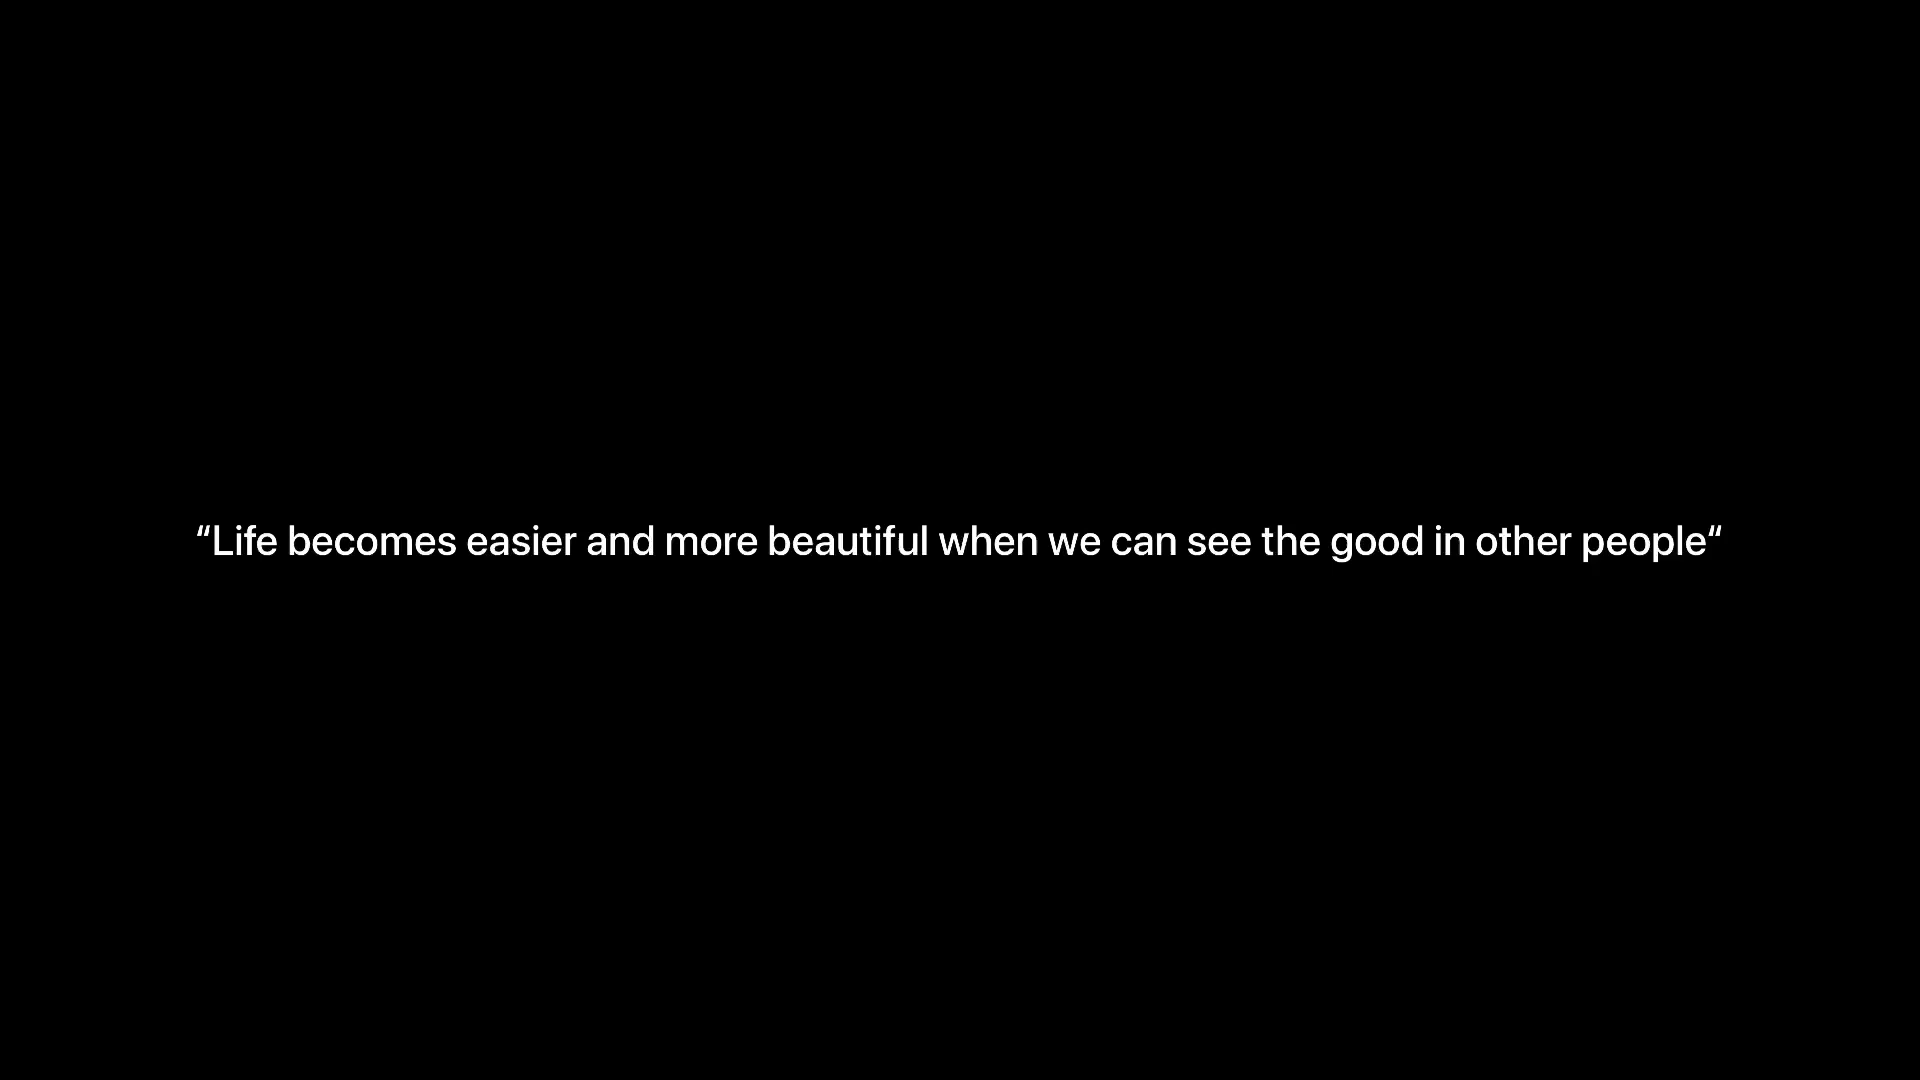 “Life becomes easier and more beautiful when we can see the good in other people“